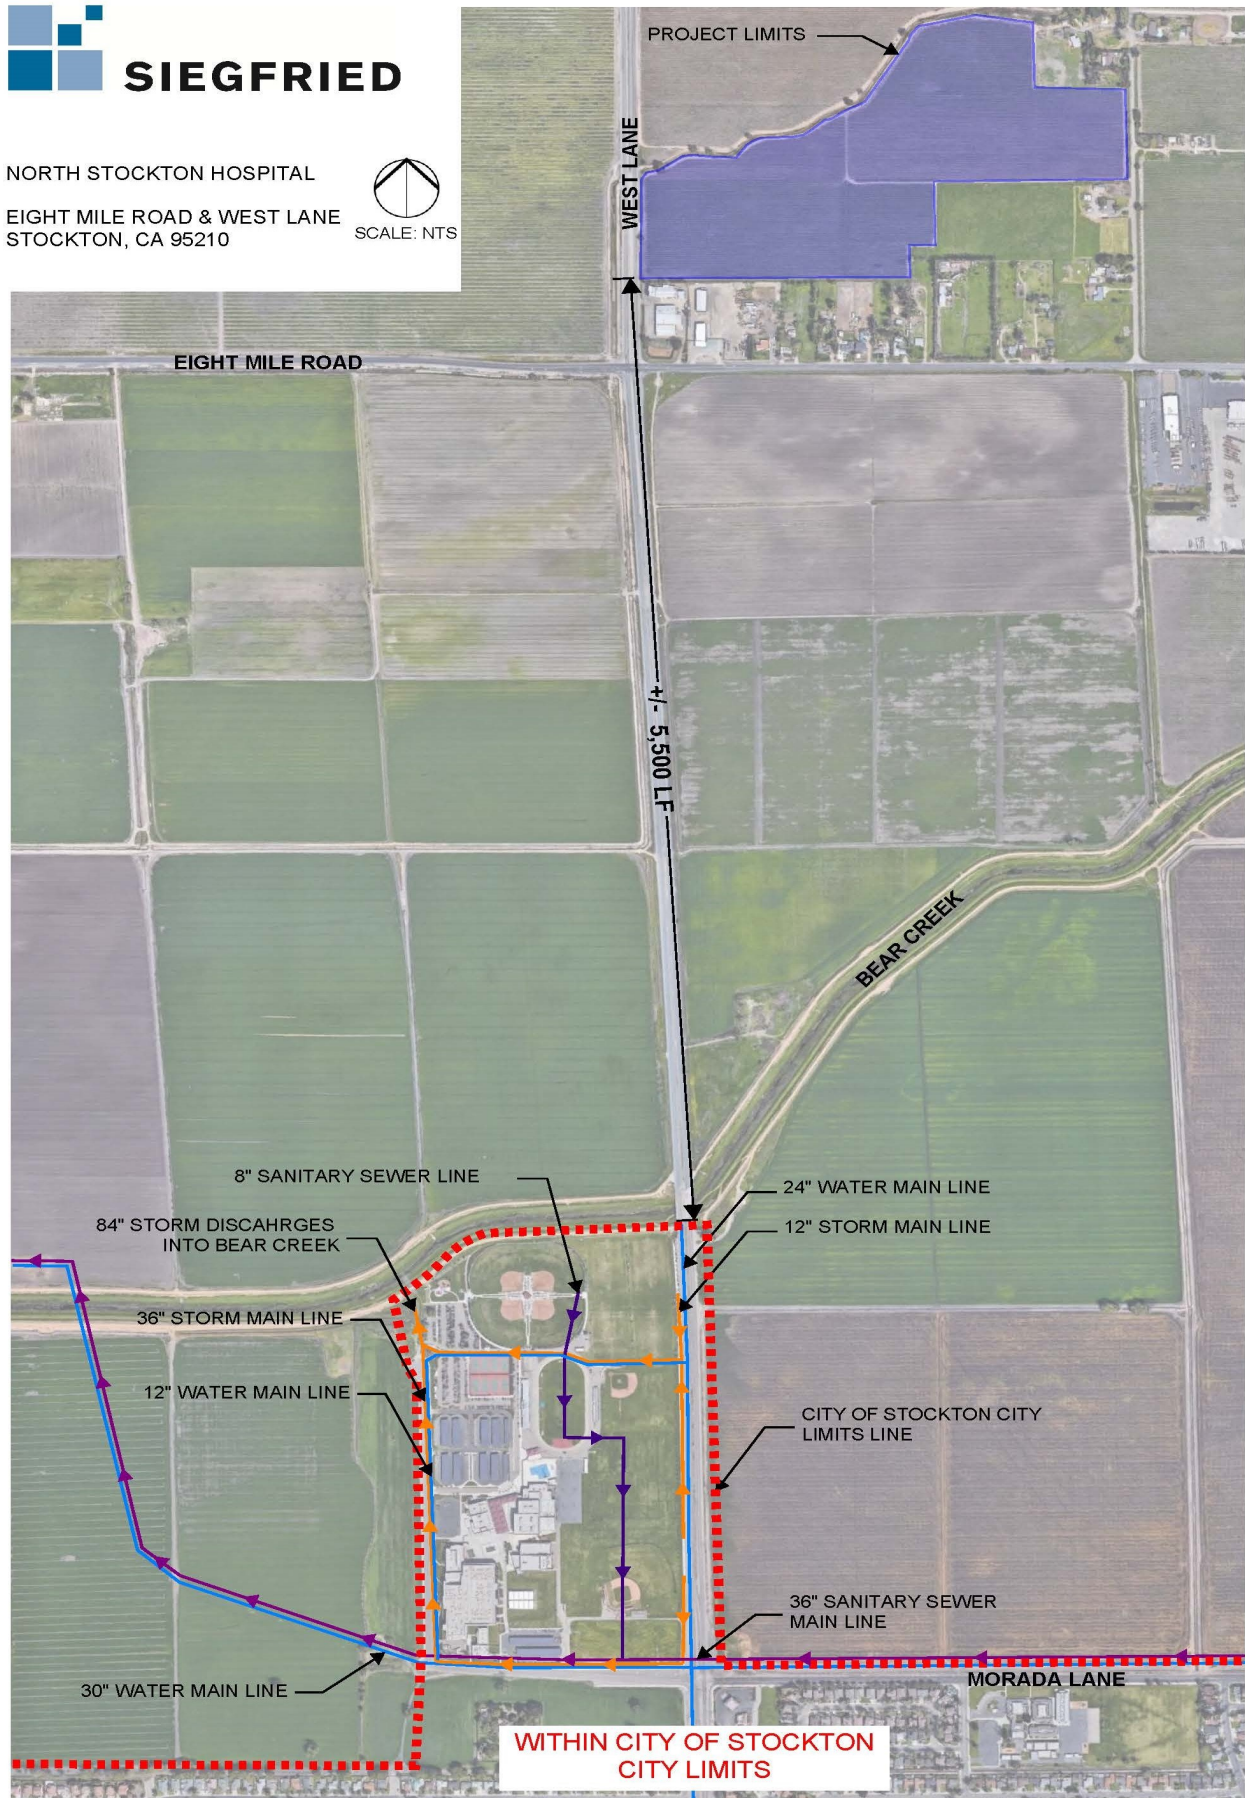 SIEGFRIED
NORTH STOCKTON HOSPITAL
EIGHT MILE ROAD & WEST LANE
STOCKTON, CA 95210
SCALE: NTS
PROJECT LIMITS
WEST LANE
EIGHT MILE ROAD
+/- 5,500 LF
BEAR CREEK
8" SANITARY SEWER LINE
24" WATER MAIN LINE
84" STORM DISCAHRGES
INTO BEAR CREEK
12" STORM MAIN LINE
36" STORM MAIN LINE
12" WATER MAIN LINE
CITY OF STOCKTON CITY
LIMITS LINE
36" SANITARY SEWER
MAIN LINE
MORADA LANE
30" WATER MAIN LINE
WITHIN CITY OF STOCKTON
CITY LIMITS